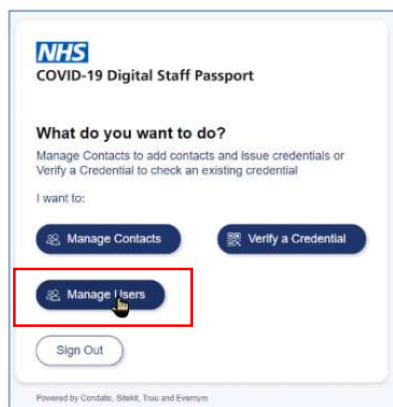 NHS
COVID-19 Digital Staff Passport
What do you want to do?
Manage Contacts to add contacts and issue credentials or
Verify a Credential to check an existing credential
I want to:
Manage Contacts
Verify a Credential
Manage Users
Sign Out
Powered by Condatis, Sitekit, Truu and Evernym